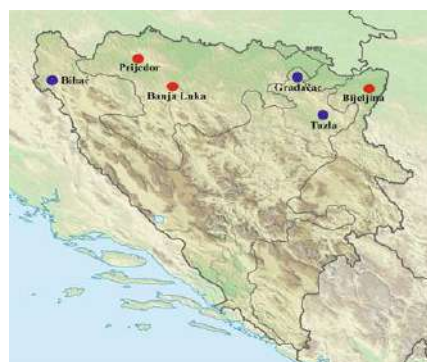 Prijedor
Bihać
Banja Luka
Gradačac
Bijeljina
Tuzla